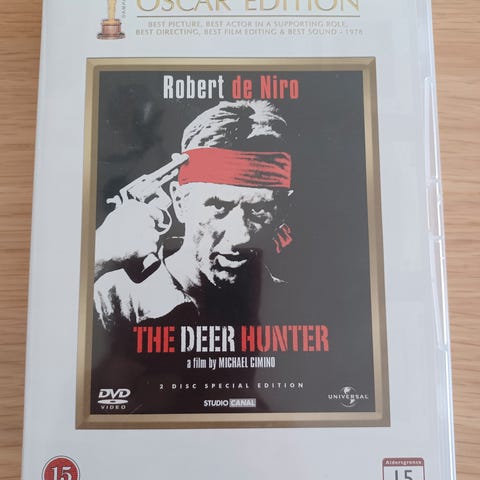 OSCAR EDITION
BEST PICTURE, BEST ACTOR IN A SUPPORTING ROLE,
BEST DIRECTING, BEST FILM EDITING & BEST SOUND - 1978
Robert de Niro
THE DEER HUNTER
a film by MICHAEL CIMINO
2 DISC SPECIAL EDITION
DVD
VIDEO
STUDIO CANAL
UNIVERSAL
15
Aldersgrense
15